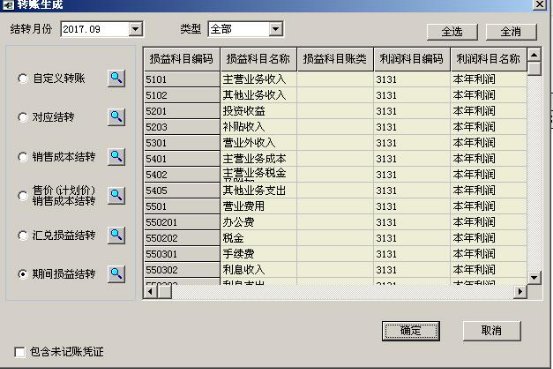 转账生成
结转月份 2017.09 类型 全部 全选 全消
自定义转账
对应结转
销售成本结转
售价(计划价)
销售成本结转
汇兑损益结转
期间损益结转
损益科目编码 损益科目名称 损益科目账类 利润科目编码 利润科目名称
5101 主营业务收入 3131 本年利润
5102 其他业务收入 3131 本年利润
5201 投资收益 3131 本年利润
5203 补贴收入 3131 本年利润
5301 营业外收入 3131 本年利润
5401 主营业务成本 3131 本年利润
5402 主营业务税金 3131 本年利润
5405 其他业务支出 3131 本年利润
5501 营业费用 3131 本年利润
550201 办公费 3131 本年利润
550202 税金 3131 本年利润
550301 手续费 3131 本年利润
550302 利息收入 3131 本年利润
利息支出 3131 本年利润
确定 取消
包含未记账凭证